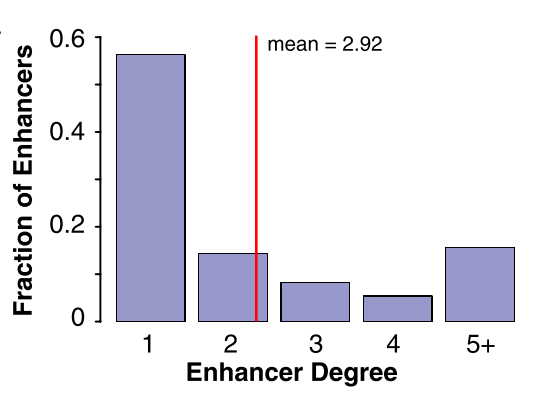 Fraction of Enhancers
0.6
0.4
0.2
0
mean = 2.92
1 2 3 4 5+
Enhancer Degree